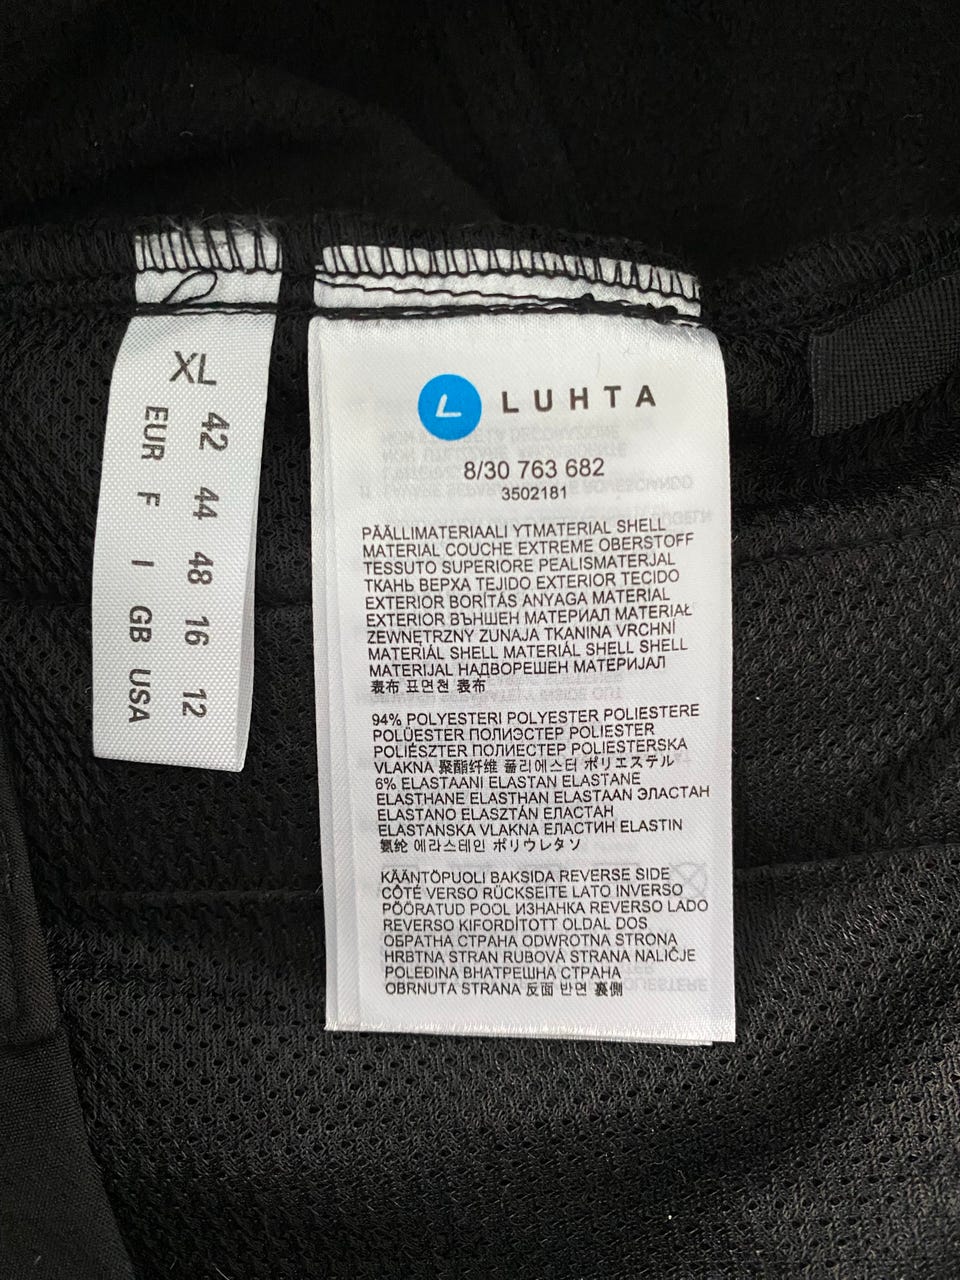 XL
EUR 42
F 44
I 48
GB 16
USA 12
LUHTA
8/30 763 682
3502181
PÄÄLLIMATERIAALI YTMATERIAL SHELL
MATERIAL COUCHE EXTREME OBERSTOFF
TESSUTO SUPERIORE PEALISMATERJAL
ТКАНЬ ВЕРХА TEJIDO EXTERIOR TECIDO
EXTERIOR BORÍTÁS ANYAGA MATERIAL
EXTERIOR ВЪНШЕН МАТЕРИАЛ MATERIAŁ
ZEWNĘTRZNY ZUNAJA TKANINA VRCHNÍ
MATERIÁL SHELL MATERIÁL SHELL SHELL
MATERIJAL НАДВОРЕШЕН МАТЕРИЈАЛ
表布 표면천 表布
94% POLYESTERI POLYESTER POLIESTERE
POLÜESTER ПОЛИЭСТЕР POLIESTER
POLIÉSZTER ПОЛИЕСТЕР POLIESTERSKA
VLAKNA 聚酯纤维 폴리에스터 ポリエステル
6% ELASTAANI ELASTAN ELASTANE
ELASTHANE ELASTHAN ELASTAAN ЭЛАСТАН
ELASTANO ELASZTÁN ЕЛАСТАН
ELASTANSKA VLAKNA ЕЛАСТИН ELASTIN
氨纶 에라스테인 ポリウレタン
KÄÄNTÖPUOLI BAKSIDA REVERSE SIDE
CÔTÉ VERSO RÜCKSEITE LATO INVERSO
PÖÖRATUD POOL ИЗНАНКА REVERSO LADO
REVERSO KIFORDÍTOTT OLDAL DOS
ОБРАТНА СТРАНА ODWROTNA STRONA
HRBTNA STRAN RUBOVÁ STRANA NALIČJE
POLEĐINA ВНАТРЕШНА СТРАНА
OBRNUTA STRANA 反面 반면 裏側